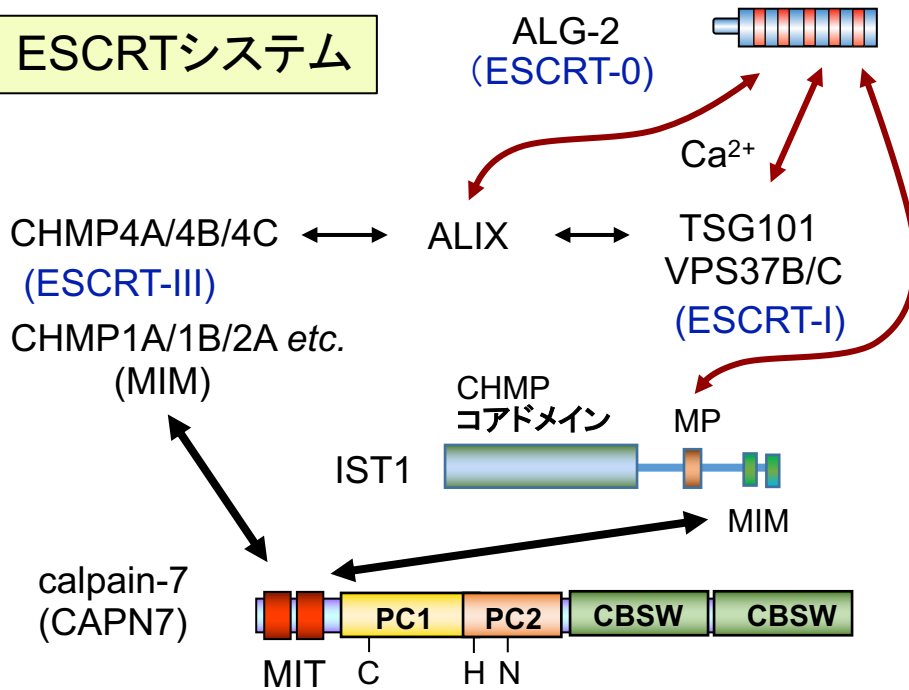 ESCRTシステム
ALG-2
(ESCRT-0)
Ca²⁺
CHMP4A/4B/4C
ALIX
TSG101
VPS37B/C
(ESCRT-III)
(ESCRT-I)
CHMP1A/1B/2A etc.
(MIM)
CHMP
コアドメイン
MP
IST1
MIM
calpain-7
(CAPN7)
PC1
PC2
CBSW
CBSW
MIT
C
H
N